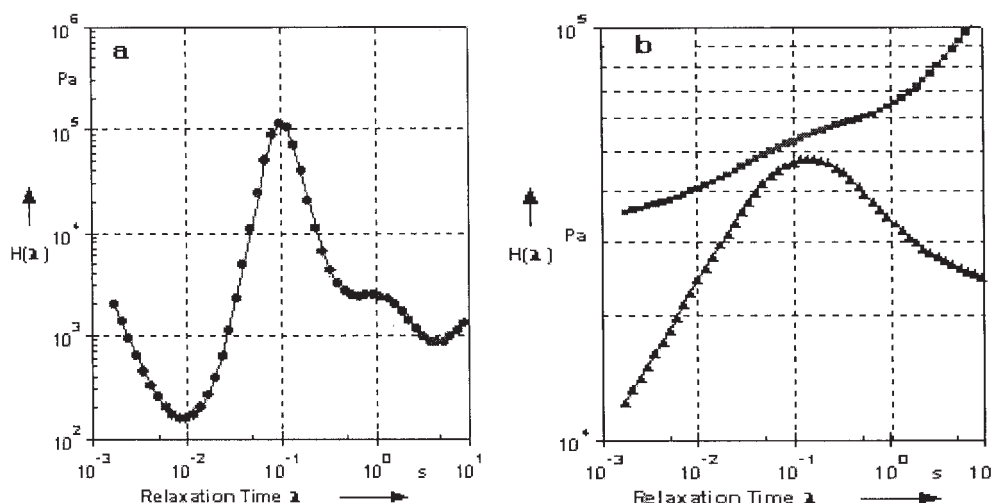 a
10^6
Pa
10^5
10^4
H(λ)
10^3
10^2
10^-3 10^-2 10^-1 10^0 s 10^1
Relaxation Time λ
b
10^5
H(λ)
Pa
10^4
10^-3 10^-2 10^-1 10^0 s 10
Relaxation Time λ